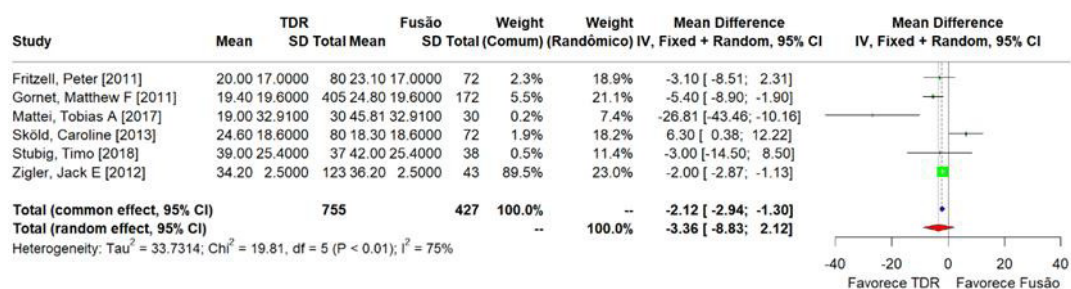 TDR Fusão Weight Weight Mean Difference Mean Difference
Study Mean SD Total Mean SD Total (Comum) (Randômico) IV, Fixed + Random, 95% CI IV, Fixed + Random, 95% CI
Fritzell, Peter [2011] 20.00 17.0000 80 23.10 17.0000 72 2.3% 18.9% -3.10 [ -8.51; 2.31]
Gornet, Matthew F [2011] 19.40 19.6000 405 24.80 19.6000 172 5.5% 21.1% -5.40 [ -8.90; -1.90]
Mattei, Tobias A [2017] 19.00 32.9100 30 45.81 32.9100 30 0.2% 7.4% -26.81 [-43.46; -10.16]
Sköld, Caroline [2013] 24.60 18.6000 80 18.30 18.6000 72 1.9% 18.2% 6.30 [ 0.38; 12.22]
Stubig, Timo [2018] 39.00 25.4000 37 42.00 25.4000 38 0.5% 11.4% -3.00 [-14.50; 8.50]
Zigler, Jack E [2012] 34.20 2.5000 123 36.20 2.5000 43 89.5% 23.0% -2.00 [ -2.87; -1.13]
Total (common effect, 95% CI) 755 427 100.0% -- -2.12 [ -2.94; -1.30]
Total (random effect, 95% CI) -- 100.0% -3.36 [ -8.83; 2.12]
Heterogeneity: Tau² = 33.7314; Chi² = 19.81, df = 5 (P < 0.01); I² = 75%
-40 -20 0 20 40
Favorece TDR Favorece Fusão